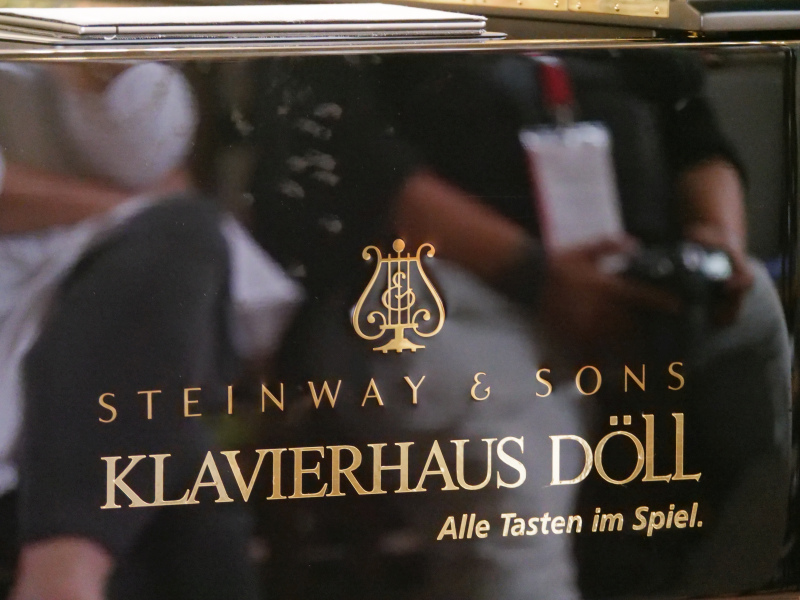 &
STEINWAY & SONS
KLAVIERHAUS DÖLL
Alle Tasten im Spiel.